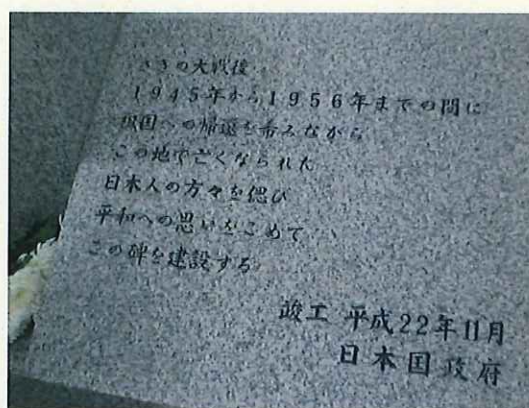 さきの大戦後
1945年から1956年までの間に
祖国への帰還を希みながら
この地で亡くなられた
日本人の方々を偲び
平和への思いをこめて
この碑を建設する
竣工 平成22年11月
日本国政府